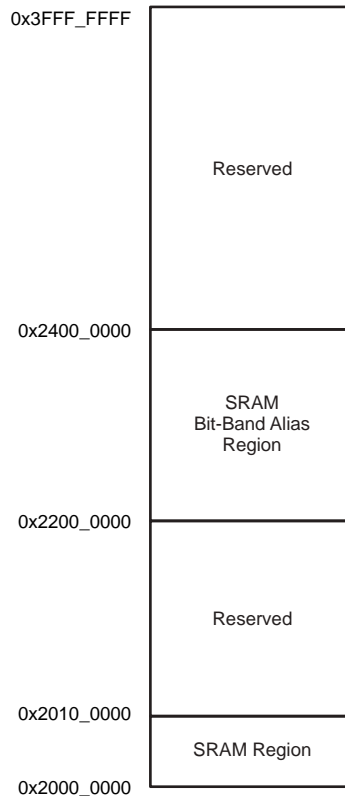 0x3FFF_FFFF
Reserved
0x2400_0000
SRAM
Bit-Band Alias
Region
0x2200_0000
Reserved
0x2010_0000
SRAM Region
0x2000_0000